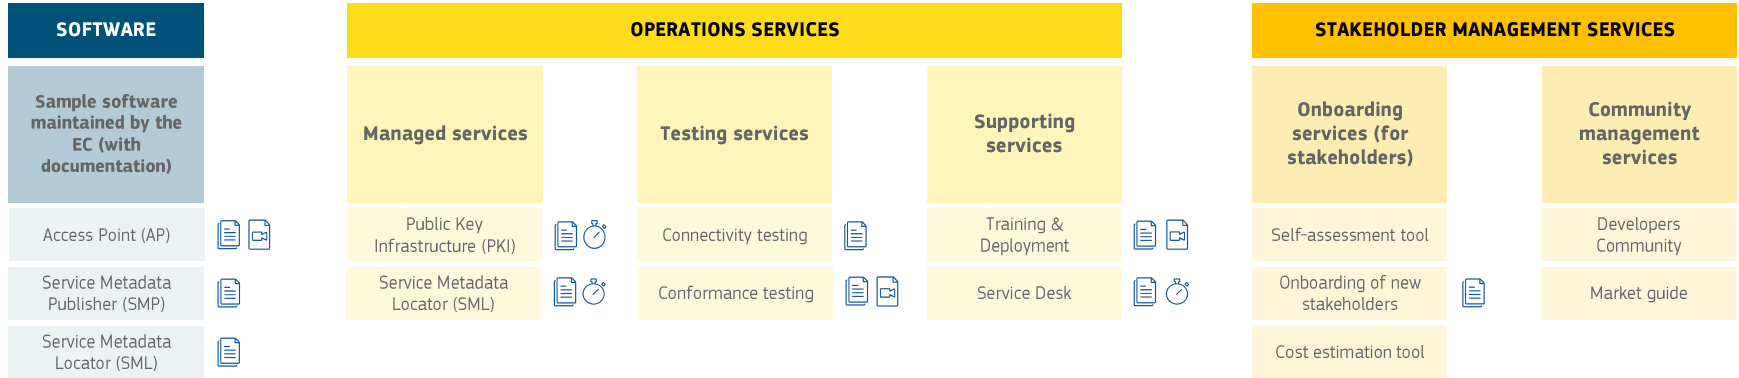 SOFTWARE
OPERATIONS SERVICES
STAKEHOLDER MANAGEMENT SERVICES
Sample software
maintained by the
EC (with
documentation)
Managed services
Testing services
Supporting
services
Onboarding
services (for
stakeholders)
Community
management
services
Access Point (AP)
Public Key
Infrastructure (PKI)
Connectivity testing
Training &
Deployment
Self-assessment tool
Developers
Community
Service Metadata
Publisher (SMP)
Service Metadata
Locator (SML)
Conformance testing
Service Desk
Onboarding of new
stakeholders
Market guide
Service Metadata
Locator (SML)
Cost estimation tool